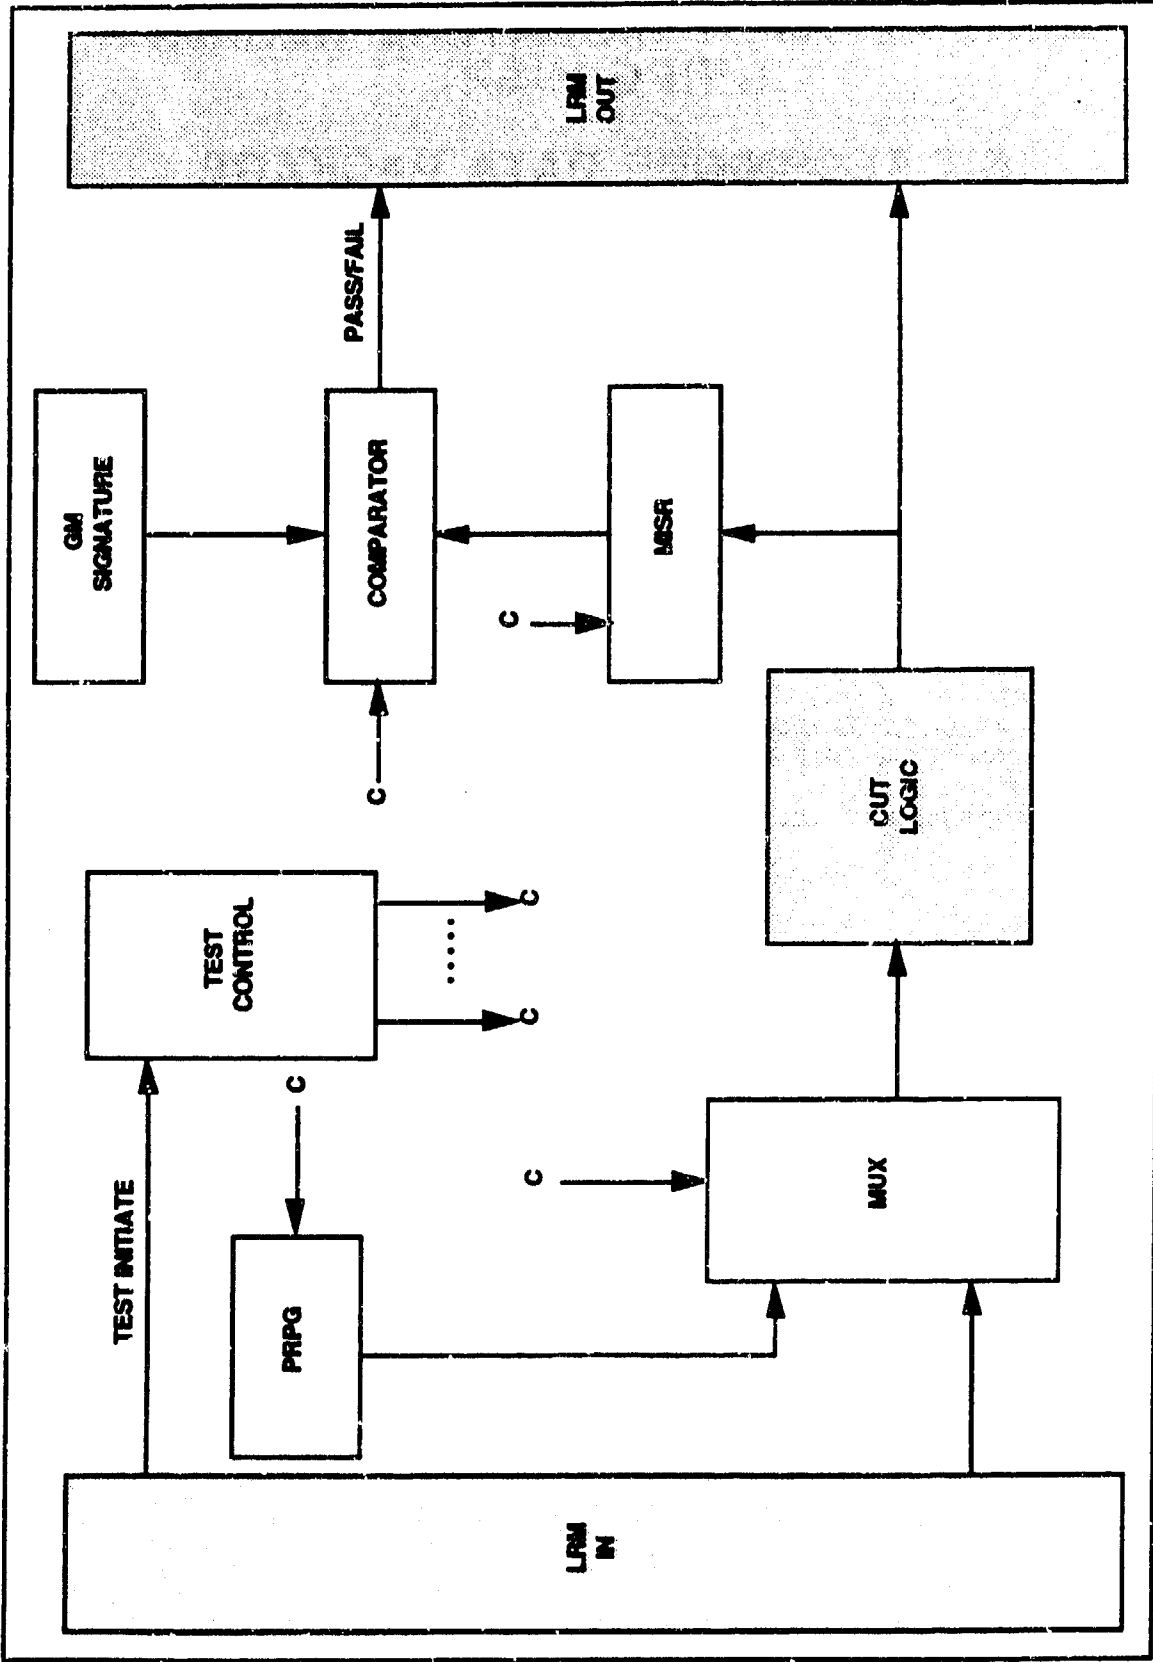 LRM
IN
TEST INITIATE
PRPG
C
TEST
CONTROL
C
C
.....
C
MUX
CUT
LOGIC
C
COMPARATOR
GM
SIGNATURE
C
MISR
PASS/FAIL
LRM
OUT